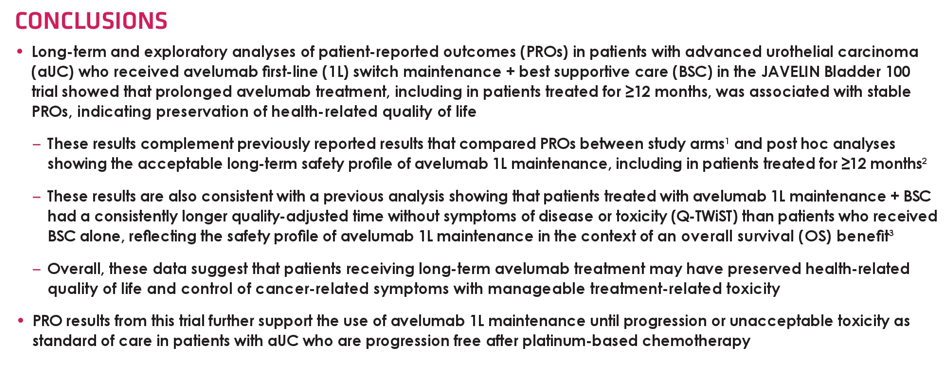 CONCLUSIONS
• Long-term and exploratory analyses of patient-reported outcomes (PROs) in patients with advanced urothelial carcinoma
(aUC) who received avelumab first-line (1L) switch maintenance + best supportive care (BSC) in the JAVELIN Bladder 100
trial showed that prolonged avelumab treatment, including in patients treated for ≥12 months, was associated with stable
PROs, indicating preservation of health-related quality of life
– These results complement previously reported results that compared PROs between study arms¹ and post hoc analyses
showing the acceptable long-term safety profile of avelumab 1L maintenance, including in patients treated for ≥12 months²
– These results are also consistent with a previous analysis showing that patients treated with avelumab 1L maintenance + BSC
had a consistently longer quality-adjusted time without symptoms of disease or toxicity (Q-TWiST) than patients who received
BSC alone, reflecting the safety profile of avelumab 1L maintenance in the context of an overall survival (OS) benefit³
– Overall, these data suggest that patients receiving long-term avelumab treatment may have preserved health-related
quality of life and control of cancer-related symptoms with manageable treatment-related toxicity
• PRO results from this trial further support the use of avelumab 1L maintenance until progression or unacceptable toxicity as
standard of care in patients with aUC who are progression free after platinum-based chemotherapy